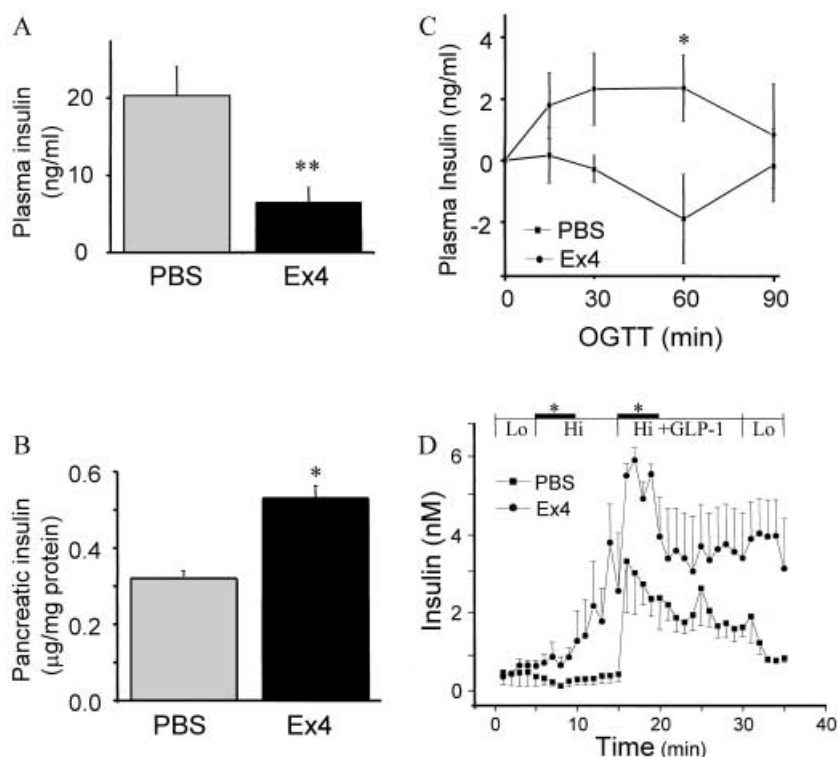 A
Plasma insulin
(ng/ml)
20
10
0
**
PBS
Ex4
C
Plasma Insulin (ng/ml)
4
2
0
-2
*
PBS
Ex4
0
30
60
90
OGTT (min)
B
Pancreatic insulin
(μg/mg protein)
0.6
0.4
0.2
0.0
*
PBS
Ex4
D
* *
Lo Hi Hi +GLP-1 Lo
PBS
Ex4
Insulin (nM)
6
4
2
0
0
10
20
30
40
Time (min)